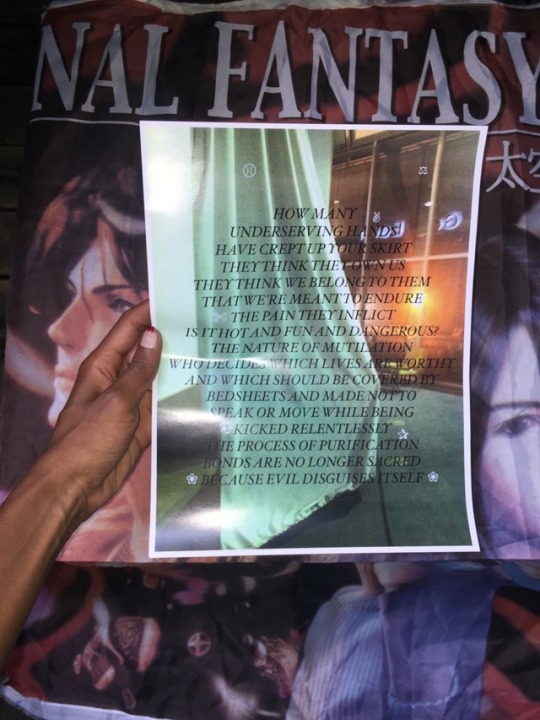 NAL FANTASY
太空
HOW MANY
UNDERSERVING HANDS
HAVE CREPT UP YOUR SKIRT
THEY THINK THEY OWN US
THEY THINK WE BELONG TO THEM
THAT WE'RE MEANT TO ENDURE
THE PAIN THEY INFLICT
IS IT HOT AND FUN AND DANGEROUS?
THE NATURE OF MUTILATION
WHO DECIDES WHICH LIVES ARE WORTHY
AND WHICH SHOULD BE COVERED BY
BEDSHEETS AND MADE NOT TO
SPEAK OR MOVE WHILE BEING
KICKED RELENTLESSLY
THE PROCESS OF PURIFICATION
BONDS ARE NO LONGER SACRED
BECAUSE EVIL DISGUISES ITSELF